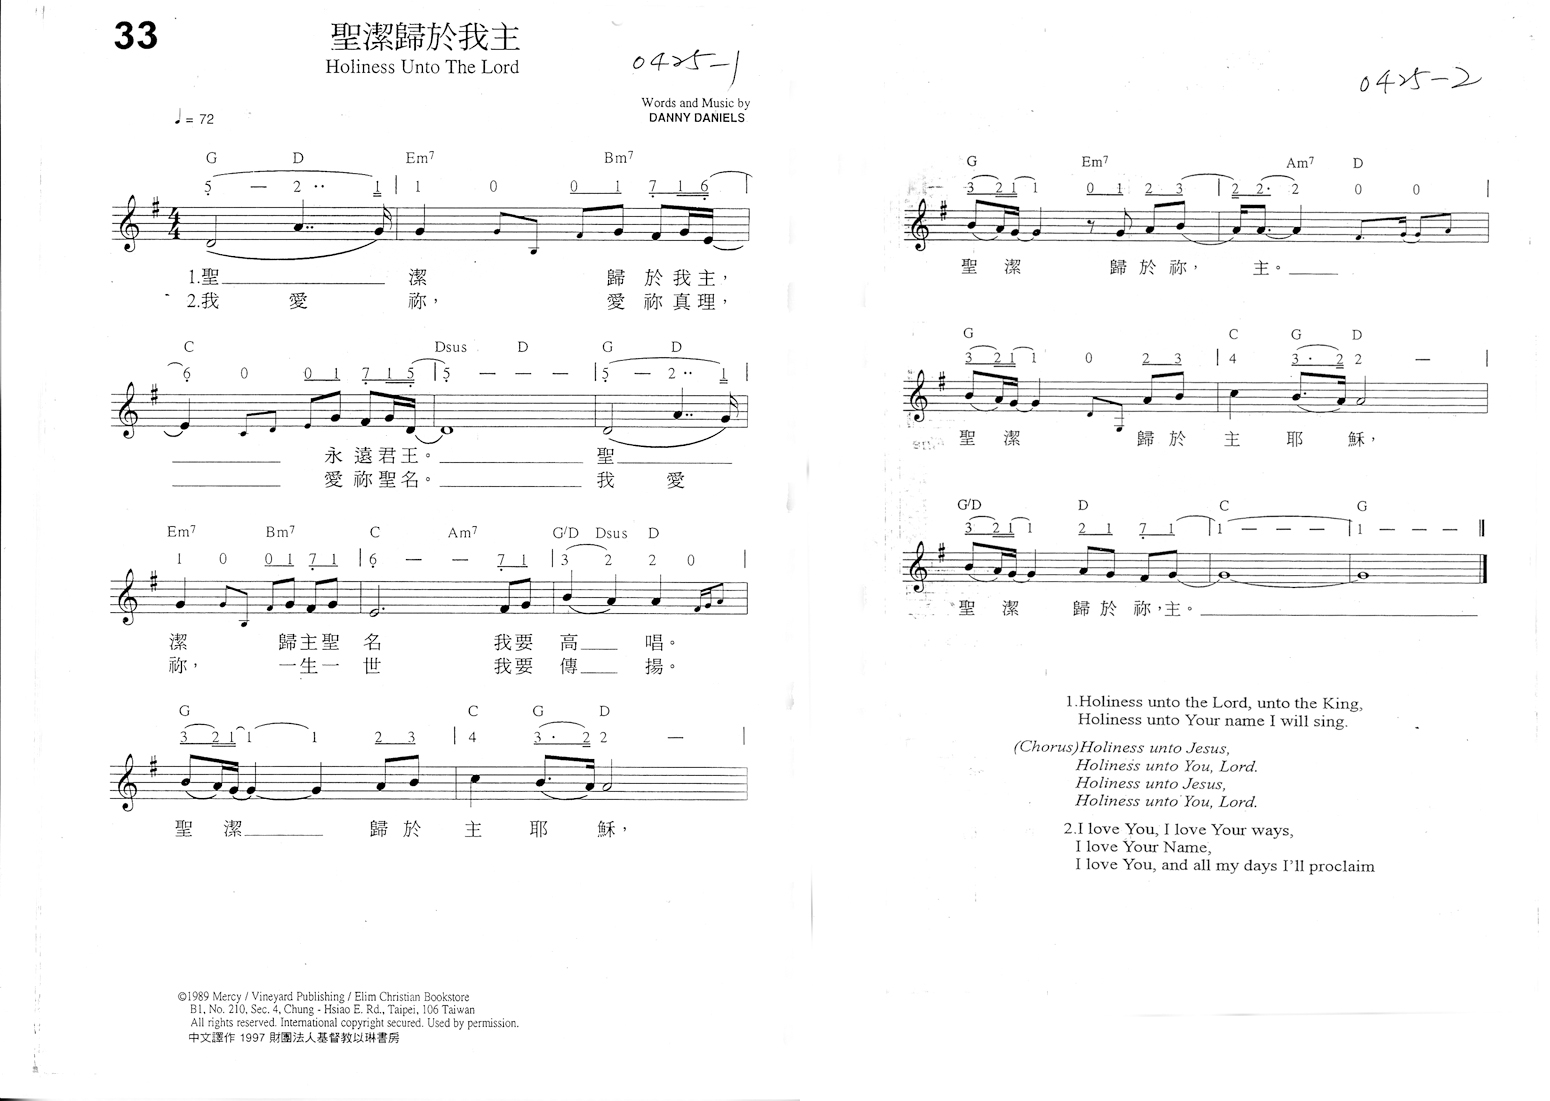 33
聖潔歸於我主
Holiness Unto The Lord
0425-1
Words and Music by
DANNY DANIELS
♩= 72
G D Em7 Bm7
5̣ — 2·· 1 | 1 0 0 1 7̣ 1 6̣ |
4/4
1.聖 潔 歸 於 我 主，
2.我 愛 祢， 愛 祢 真 理，
C Dsus D G D
6̣ 0 0 1 7̣ 1 5̣ | 5̣ — — — | 5̣ — 2·· 1 |
永 遠 君 王。 聖
愛 祢 聖 名。 我 愛
Em7 Bm7 C Am7 G/D Dsus D
1 0 0 1 7̣ 1 | 6̣ — — 7̣ 1 | 3 2 2 0 |
潔 歸 主 聖 名 我 要 高 唱。
祢， 一 生 一 世 我 要 傳 揚。
G C G D
3 2 1 1 1 2 3 | 4 3· 2 2 — |
聖 潔 歸 於 主 耶 穌，
©1989 Mercy / Vineyard Publishing / Elim Christian Bookstore
B1, No. 210, Sec. 4, Chung - Hsiao E. Rd., Taipei, 106 Taiwan
All rights reserved. International copyright secured. Used by permission.
中文譯作 1997 財團法人基督教以琳書房
0425-2
G Em7 Am7 D
3 2 1 1 0 1 2 3 | 2 2· 2 0 0 |
聖 潔 歸 於 祢， 主。
G C G D
3 2 1 1 0 2 3 | 4 3· 2 2 — |
聖 潔 歸 於 主 耶 穌，
G/D D C G
3 2 1 1 2 1 7̣ 1 | 1 — — — | 1 — — — ‖
聖 潔 歸 於 祢，主。
1.Holiness unto the Lord, unto the King,
Holiness unto Your name I will sing.
(Chorus)Holiness unto Jesus,
Holiness unto You, Lord.
Holiness unto Jesus,
Holiness unto You, Lord.
2.I love You, I love Your ways,
I love Your Name,
I love You, and all my days I'll proclaim